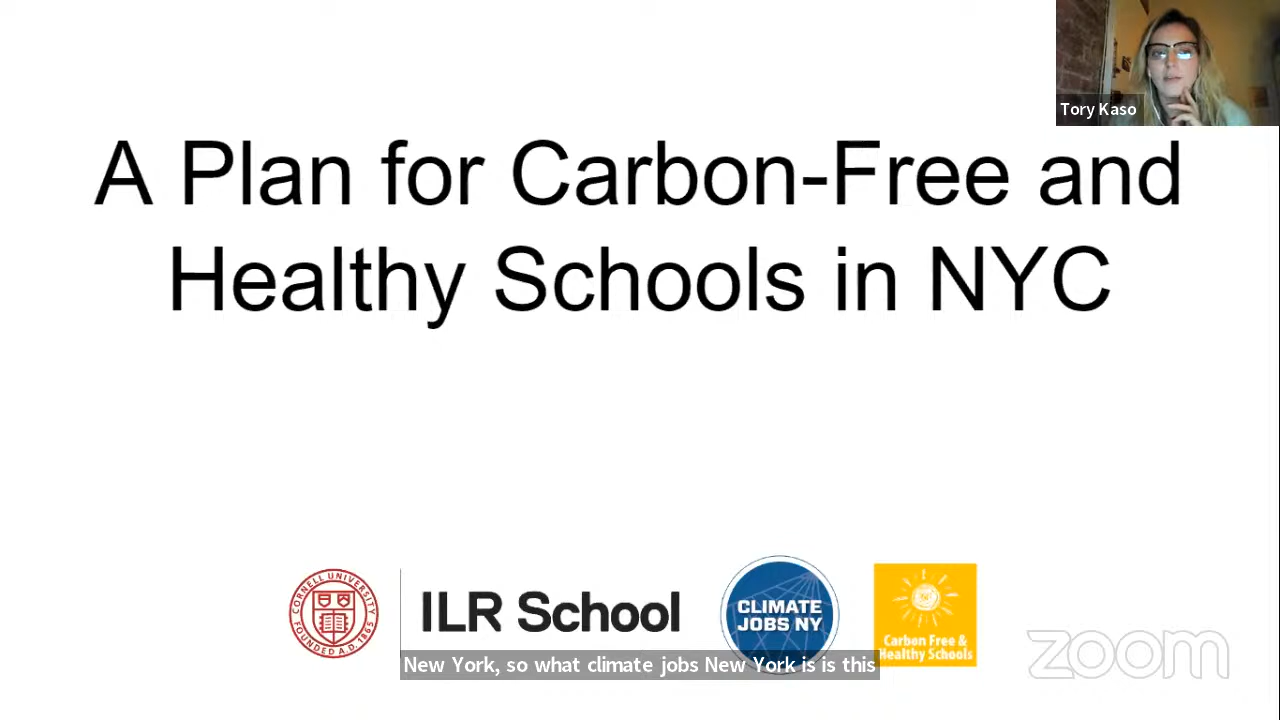 Tory Kaso
A Plan for Carbon-Free and
Healthy Schools in NYC
CORNELL UNIVERSITY
FOUNDED A.D. 1865
ILR School
CLIMATE
JOBS NY
Carbon Free &
Healthy Schools
New York, so what climate jobs New York is is this
zoom